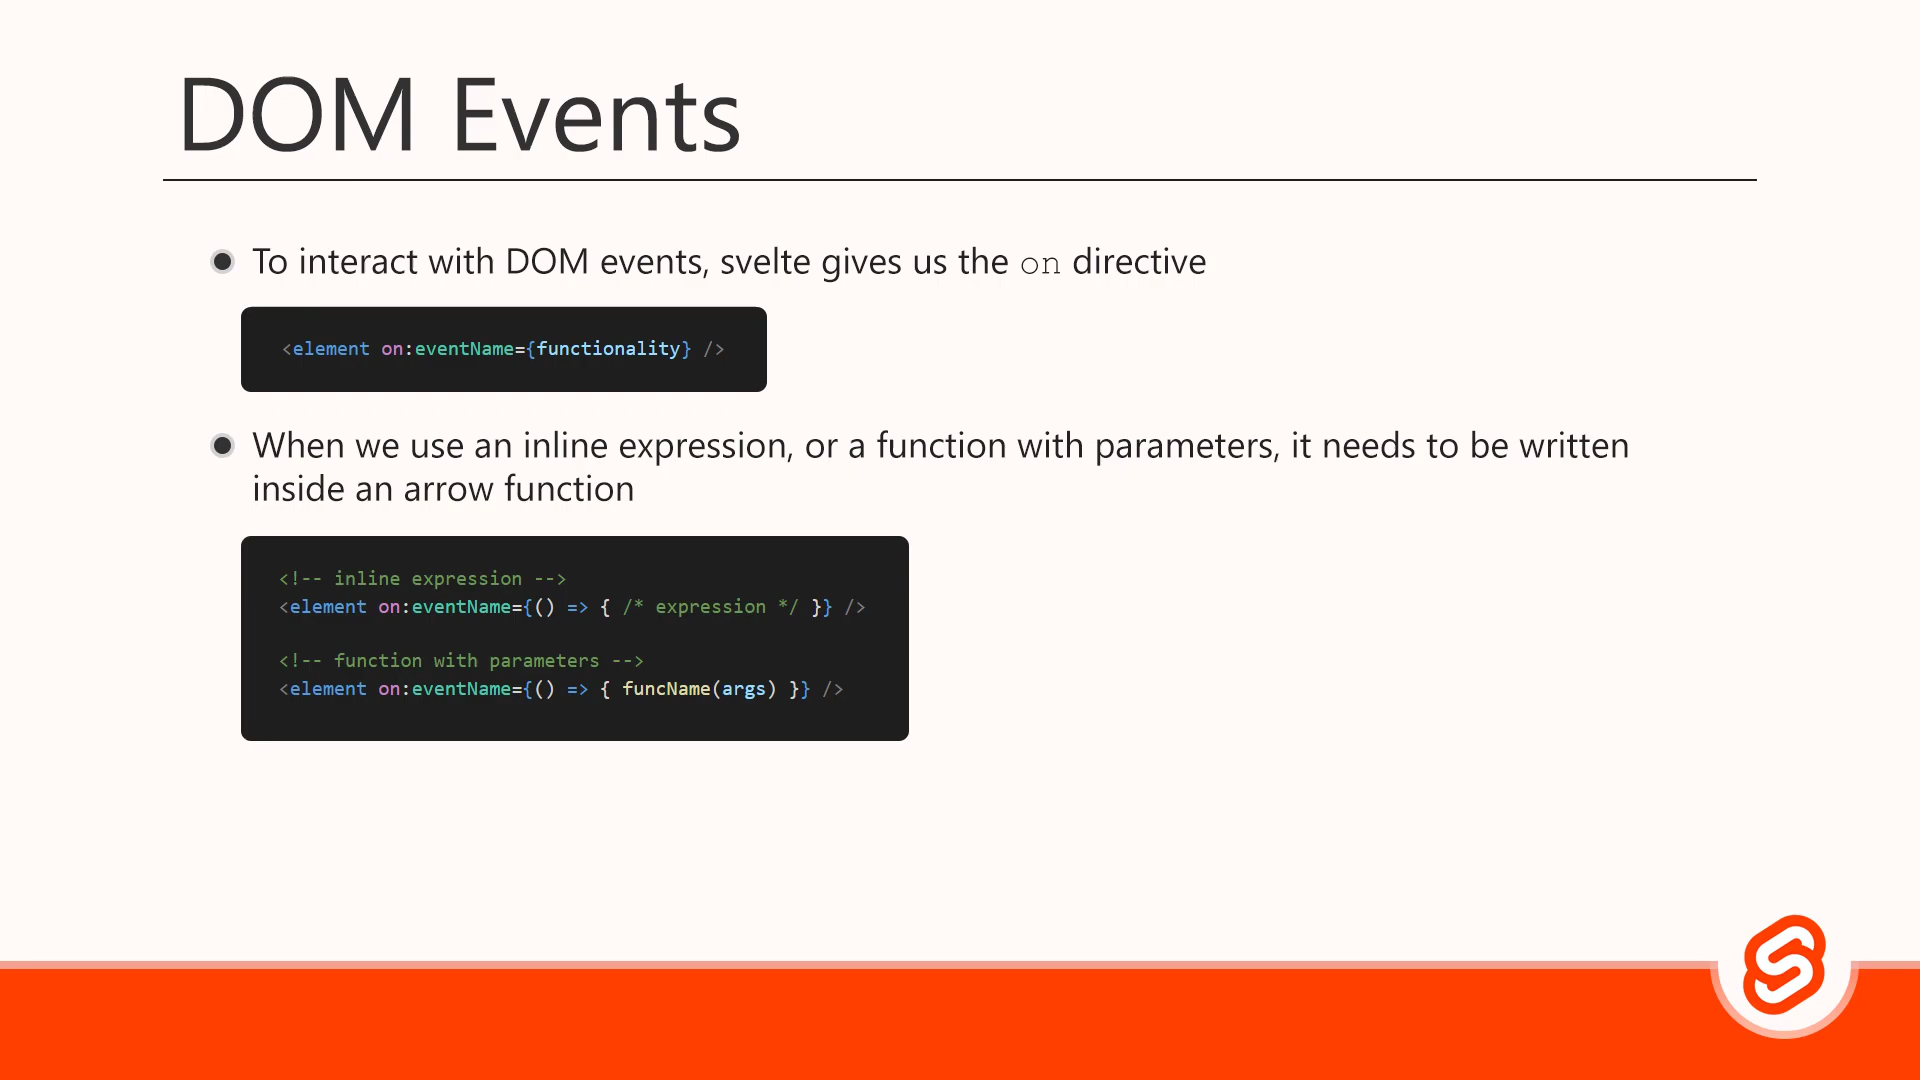 DOM Events
To interact with DOM events, svelte gives us the on directive
<element on:eventName={functionality} />
When we use an inline expression, or a function with parameters, it needs to be written
inside an arrow function
<!-- inline expression -->
<element on:eventName={() => { /* expression */ }} />
<!-- function with parameters -->
<element on:eventName={() => { funcName(args) }} />